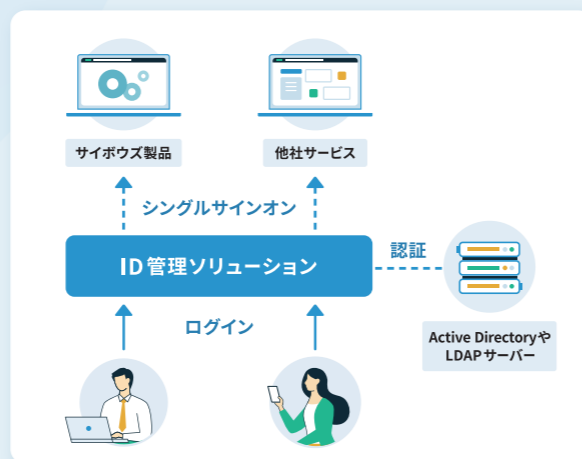 サイボウズ製品
他社サービス
シングルサインオン
ID管理ソリューション
認証
Active Directoryや
LDAPサーバー
ログイン